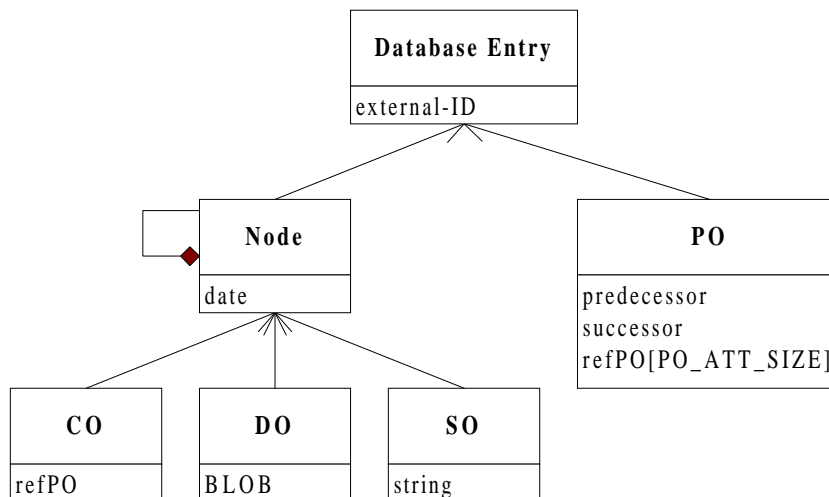 Database Entry
external-ID
Node
date
PO
predecessor
successor
refPO[PO_ATT_SIZE]
CO
refPO
DO
BLOB
SO
string